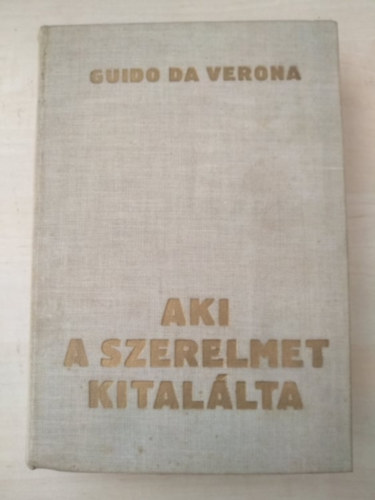 GUIDO DA VERONA
AKI
A SZERELMET
KITALÁLTA